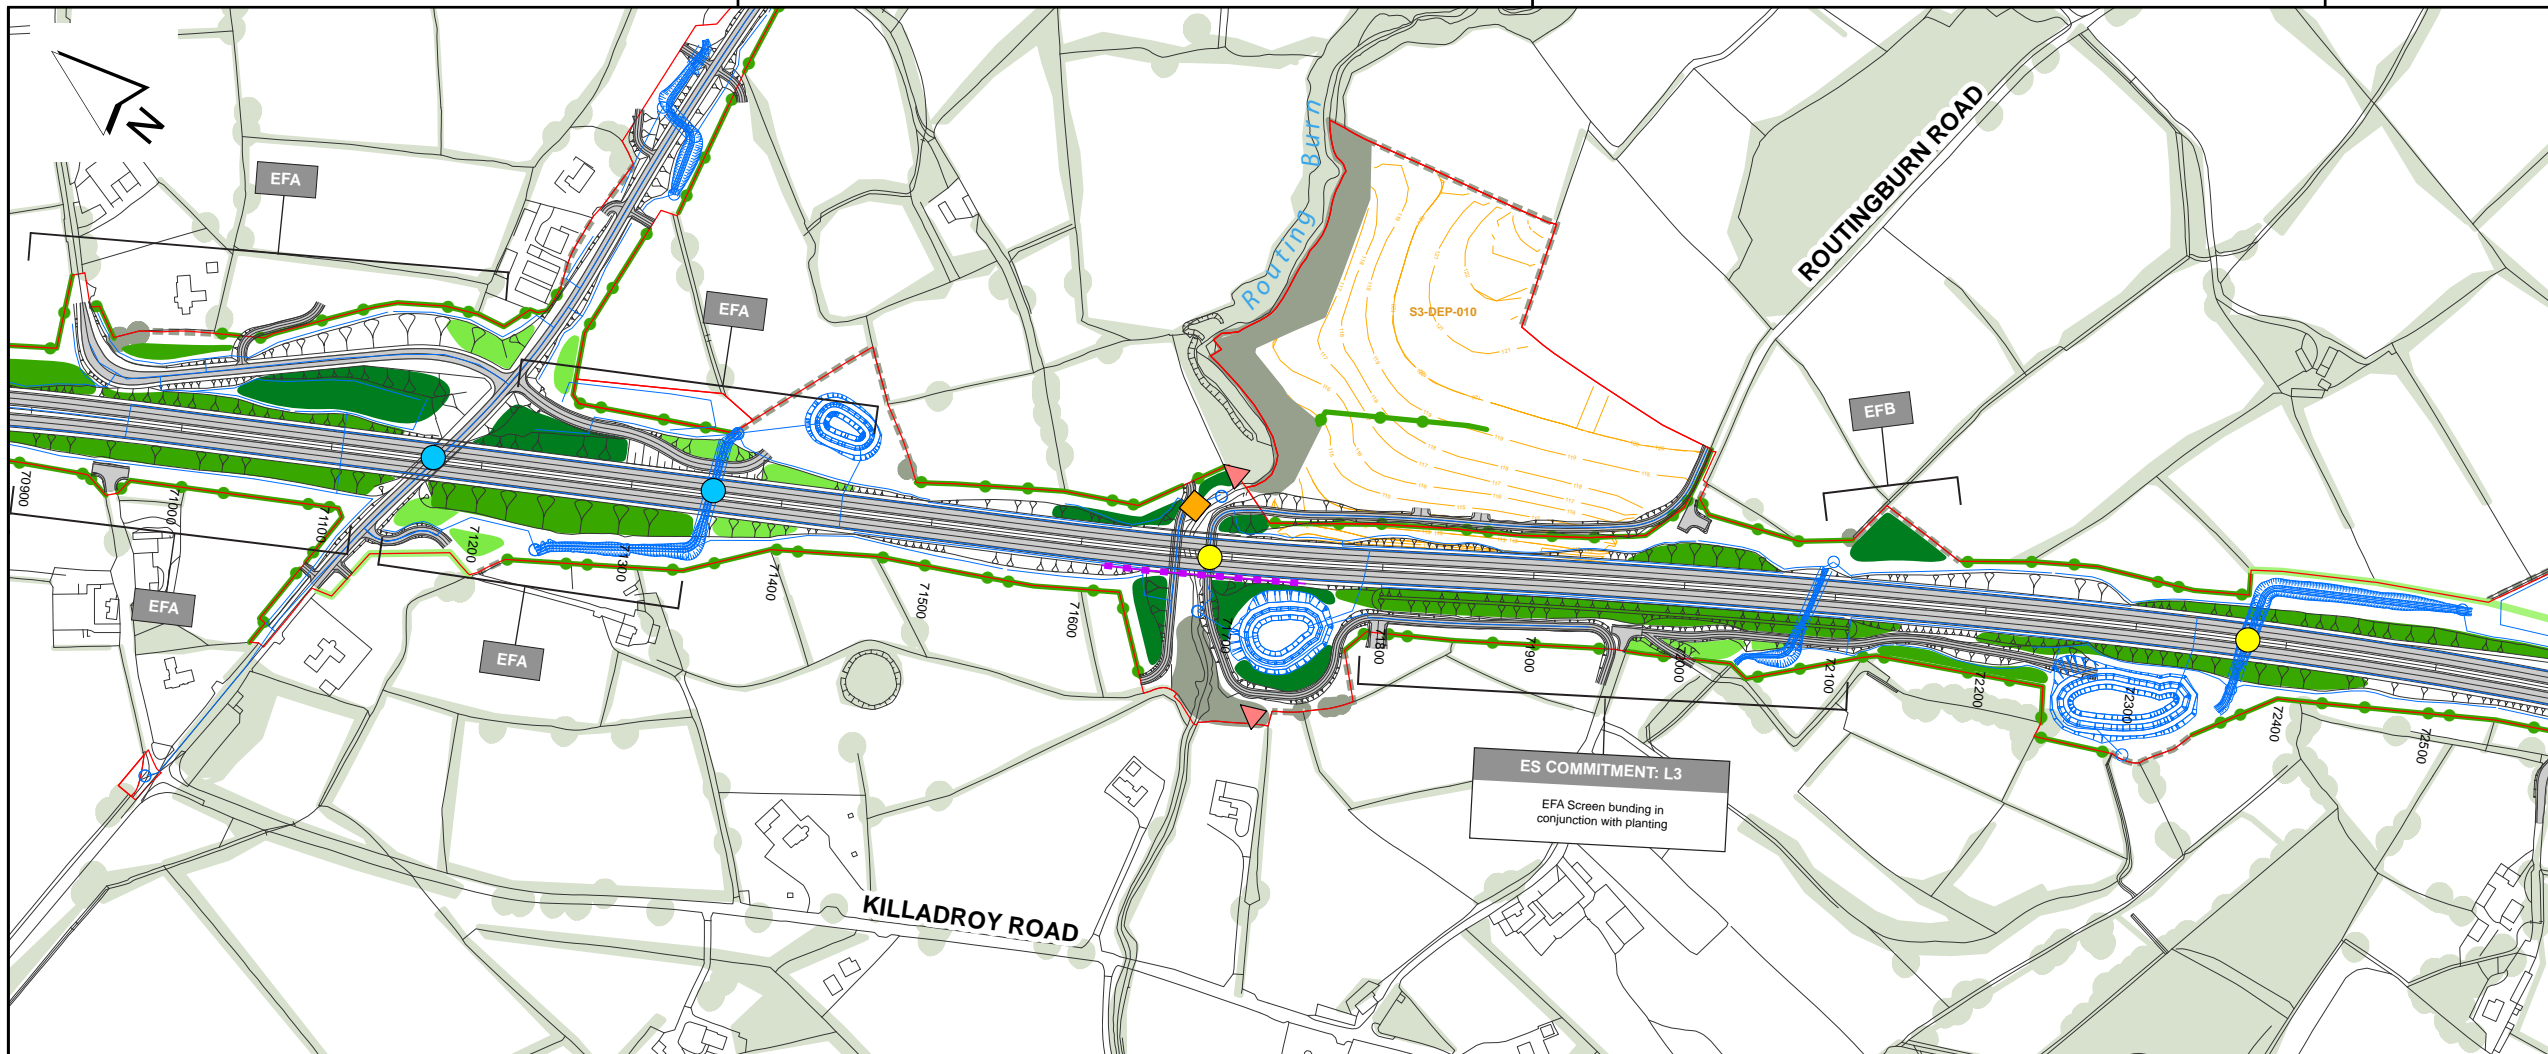 N
EFA
EFA
Routing Burn
S3-DEP-010
ROUTINGBURN ROAD
EFB
70900
71000
71100
71200
71300
71400
71500
71600
71700
71800
71900
72000
72100
72200
72300
72400
72500
EFA
EFA
ES COMMITMENT: L3
EFA Screen bunding in
conjunction with planting
KILLADROY ROAD